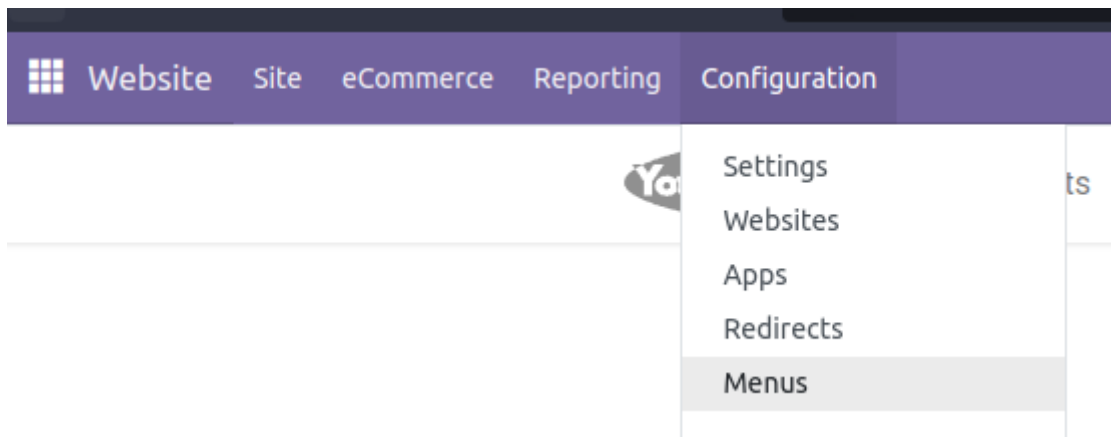 Website Site eCommerce Reporting Configuration
Settings
Websites
Apps
Redirects
Menus